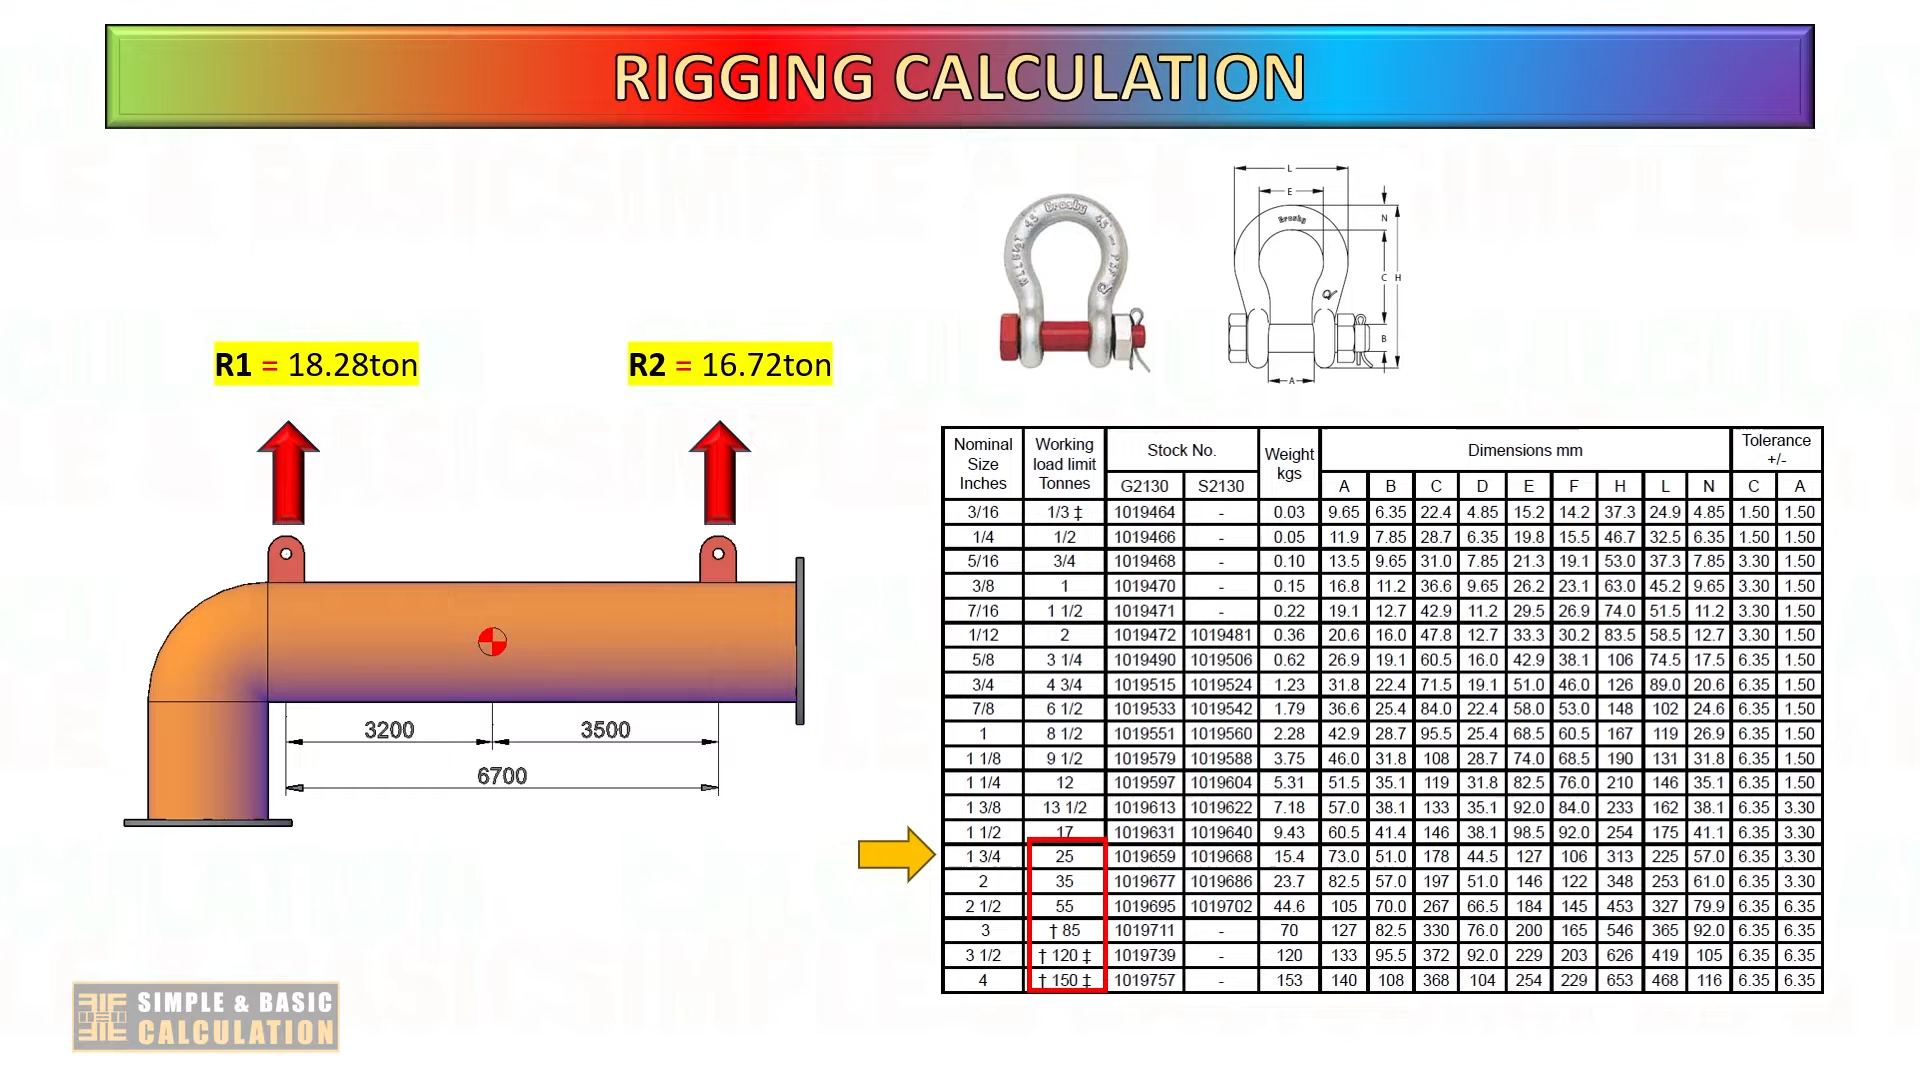 RIGGING CALCULATION
R1 = 18.28ton
R2 = 16.72ton
3200
3500
6700
L
E
N
C
H
B
A
Crosby
Nominal Size Inches | Working load limit Tonnes | Stock No. | Weight kgs | Dimensions mm | Tolerance +/-
G2130 | S2130 | A | B | C | D | E | F | H | L | N | C | A
3/16 | 1/3 ‡ | 1019464 | - | 0.03 | 9.65 | 6.35 | 22.4 | 4.85 | 15.2 | 14.2 | 37.3 | 24.9 | 4.85 | 1.50 | 1.50
1/4 | 1/2 | 1019466 | - | 0.05 | 11.9 | 7.85 | 28.7 | 6.35 | 19.8 | 15.5 | 46.7 | 32.5 | 6.35 | 1.50 | 1.50
5/16 | 3/4 | 1019468 | - | 0.10 | 13.5 | 9.65 | 31.0 | 7.85 | 21.3 | 19.1 | 53.0 | 37.3 | 7.85 | 3.30 | 1.50
3/8 | 1 | 1019470 | - | 0.15 | 16.8 | 11.2 | 36.6 | 9.65 | 26.2 | 23.1 | 63.0 | 45.2 | 9.65 | 3.30 | 1.50
7/16 | 1 1/2 | 1019471 | - | 0.22 | 19.1 | 12.7 | 42.9 | 11.2 | 29.5 | 26.9 | 74.0 | 51.5 | 11.2 | 3.30 | 1.50
1/12 | 2 | 1019472 | 1019481 | 0.36 | 20.6 | 16.0 | 47.8 | 12.7 | 33.3 | 30.2 | 83.5 | 58.5 | 12.7 | 3.30 | 1.50
5/8 | 3 1/4 | 1019490 | 1019506 | 0.62 | 26.9 | 19.1 | 60.5 | 16.0 | 42.9 | 38.1 | 106 | 74.5 | 17.5 | 6.35 | 1.50
3/4 | 4 3/4 | 1019515 | 1019524 | 1.23 | 31.8 | 22.4 | 71.5 | 19.1 | 51.0 | 46.0 | 126 | 89.0 | 20.6 | 6.35 | 1.50
7/8 | 6 1/2 | 1019533 | 1019542 | 1.79 | 36.6 | 25.4 | 84.0 | 22.4 | 58.0 | 53.0 | 148 | 102 | 24.6 | 6.35 | 1.50
1 | 8 1/2 | 1019551 | 1019560 | 2.28 | 42.9 | 28.7 | 95.5 | 25.4 | 68.5 | 60.5 | 167 | 119 | 26.9 | 6.35 | 1.50
1 1/8 | 9 1/2 | 1019579 | 1019588 | 3.75 | 46.0 | 31.8 | 108 | 28.7 | 74.0 | 68.5 | 190 | 131 | 31.8 | 6.35 | 1.50
1 1/4 | 12 | 1019597 | 1019604 | 5.31 | 51.5 | 35.1 | 119 | 31.8 | 82.5 | 76.0 | 210 | 146 | 35.1 | 6.35 | 1.50
1 3/8 | 13 1/2 | 1019613 | 1019622 | 7.18 | 57.0 | 38.1 | 133 | 35.1 | 92.0 | 84.0 | 233 | 162 | 38.1 | 6.35 | 3.30
1 1/2 | 17 | 1019631 | 1019640 | 9.43 | 60.5 | 41.4 | 146 | 38.1 | 98.5 | 92.0 | 254 | 175 | 41.1 | 6.35 | 3.30
1 3/4 | 25 | 1019659 | 1019668 | 15.4 | 73.0 | 51.0 | 178 | 44.5 | 127 | 106 | 313 | 225 | 57.0 | 6.35 | 3.30
2 | 35 | 1019677 | 1019686 | 23.7 | 82.5 | 57.0 | 197 | 51.0 | 146 | 122 | 348 | 253 | 61.0 | 6.35 | 3.30
2 1/2 | 55 | 1019695 | 1019702 | 44.6 | 105 | 70.0 | 267 | 66.5 | 184 | 145 | 453 | 327 | 79.9 | 6.35 | 6.35
3 | † 85 | 1019711 | - | 70 | 127 | 82.5 | 330 | 76.0 | 200 | 165 | 546 | 365 | 92.0 | 6.35 | 6.35
3 1/2 | † 120 ‡ | 1019739 | - | 120 | 133 | 95.5 | 372 | 92.0 | 229 | 203 | 626 | 419 | 105 | 6.35 | 6.35
4 | † 150 ‡ | 1019757 | - | 153 | 140 | 108 | 368 | 104 | 254 | 229 | 653 | 468 | 116 | 6.35 | 6.35
SIMPLE & BASIC
CALCULATION